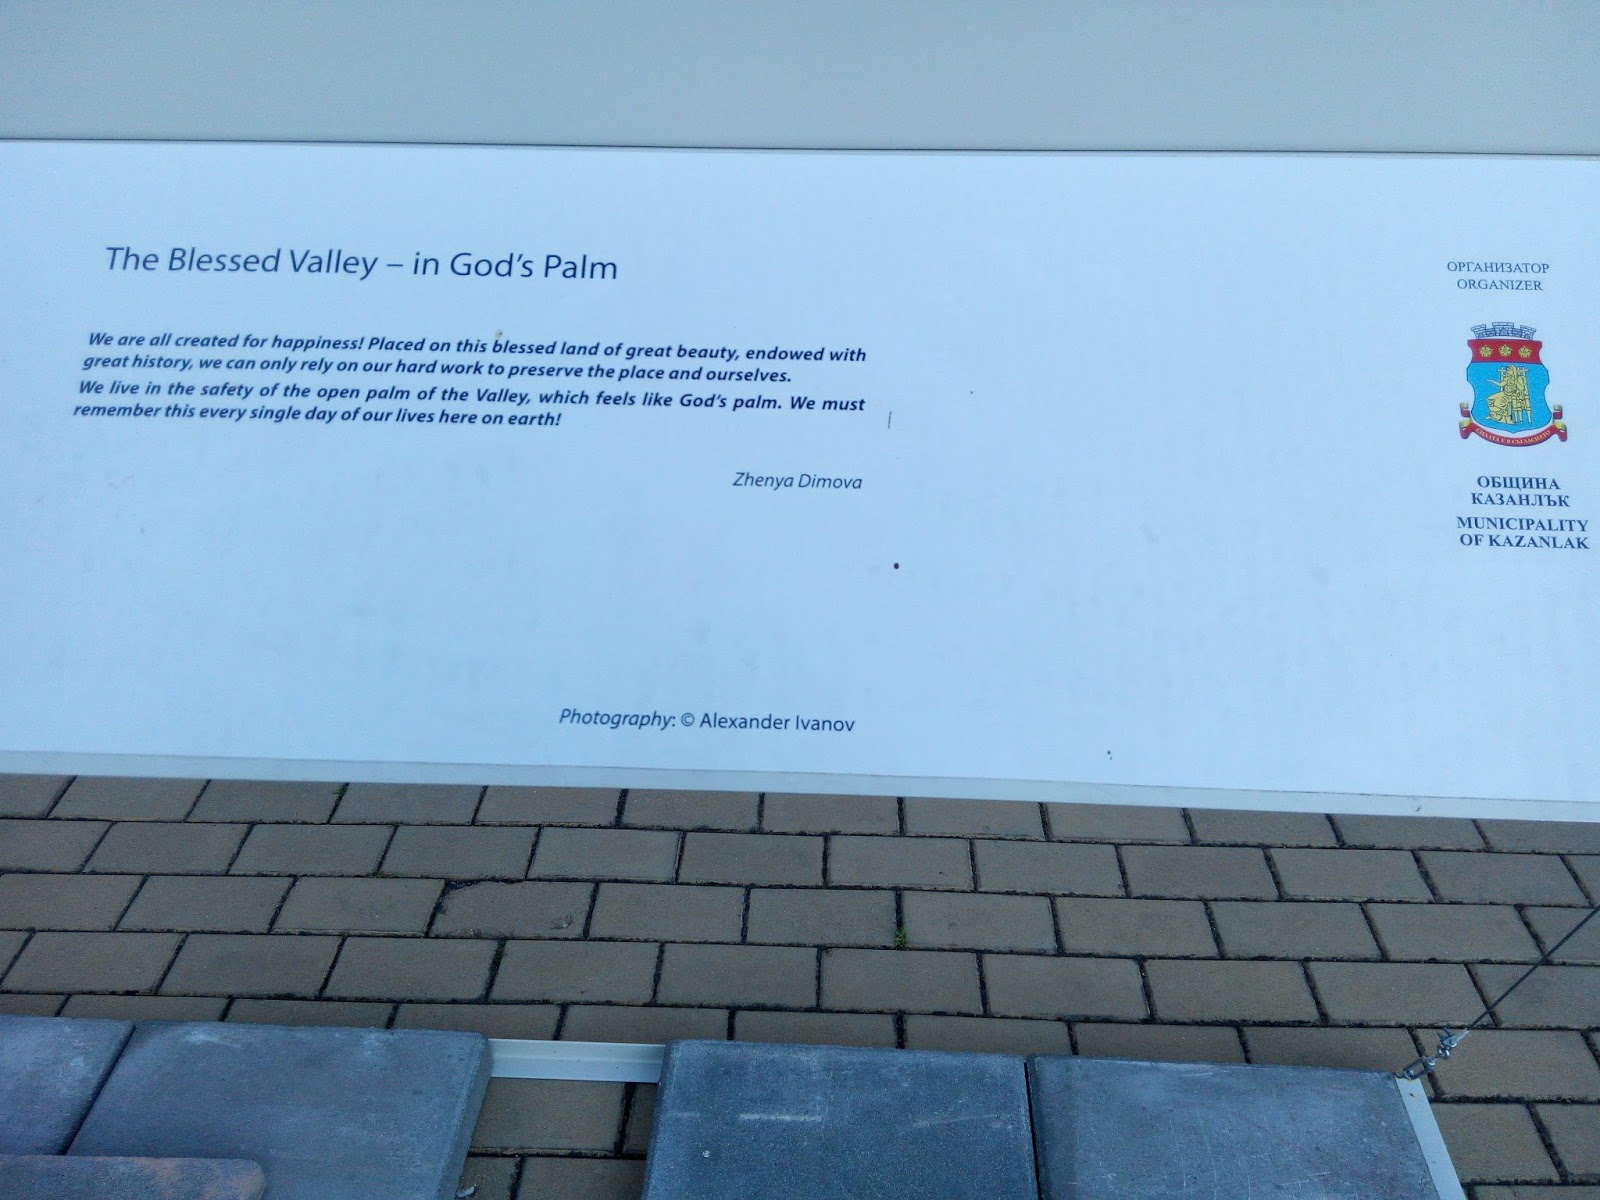 The Blessed Valley – in God's Palm
We are all created for happiness! Placed on this blessed land of great beauty, endowed with
great history, we can only rely on our hard work to preserve the place and ourselves.
We live in the safety of the open palm of the Valley, which feels like God's palm. We must
remember this every single day of our lives here on earth!
Zhenya Dimova
Photography: © Alexander Ivanov
ОРГАНИЗАТОР
ORGANIZER
СИЛАТА Е В СЪГЛАСИЕТО
ОБЩИНА
КАЗАНЛЪК
MUNICIPALITY
OF KAZANLAK